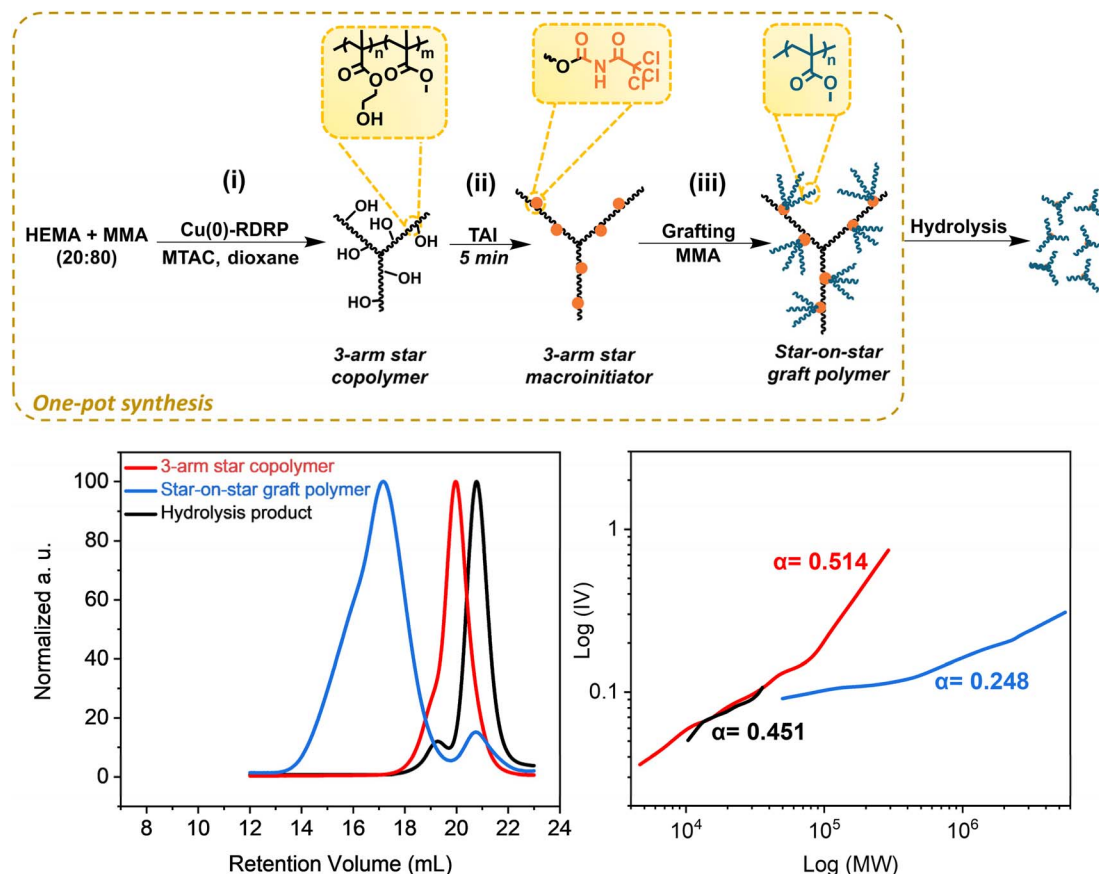 n
m
O
O
O
O
OH
O
O
N
H
O
Cl
Cl
Cl
n
O
O
(i)
(ii)
(iii)
HEMA + MMA
(20:80)
Cu(0)-RDRP
MTAC, dioxane
OH
HO
OH
HO
OH
HO
TAI
5 min
Grafting
MMA
Hydrolysis
3-arm star
copolymer
3-arm star
macroinitiator
Star-on-star
graft polymer
One-pot synthesis
3-arm star copolymer
Star-on-star graft polymer
Hydrolysis product
Normalized a. u.
100
80
60
40
20
0
8 10 12 14 16 18 20 22 24
Retention Volume (mL)
Log (IV)
1
0.1
α= 0.514
α= 0.248
α= 0.451
10⁴ 10⁵ 10⁶
Log (MW)